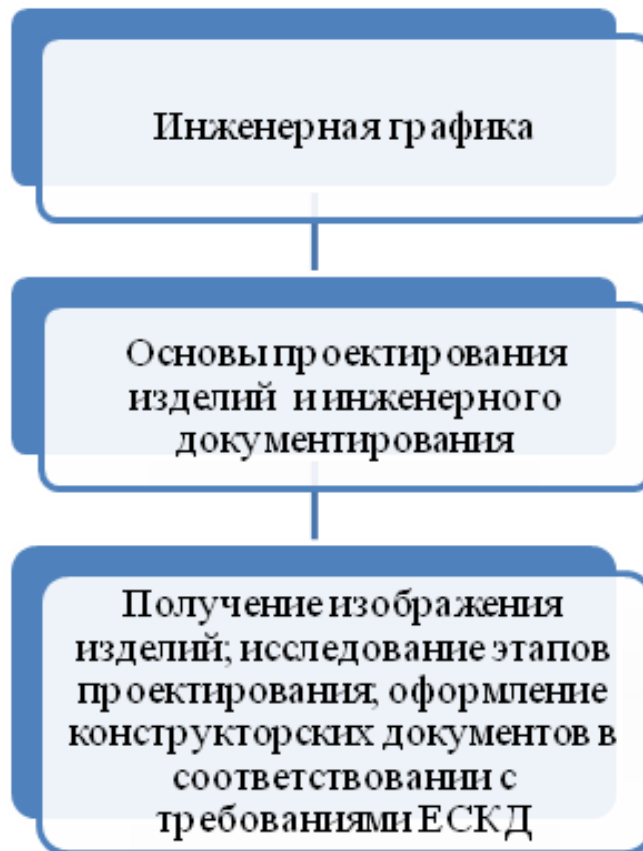 Инженерная графика
Основы проектирования
изделий и инженерного
документирования
Получение изображения
изделий; исследование этапов
проектирования; оформление
конструкторских документов в
соответствовании с
требованиями ЕСКД